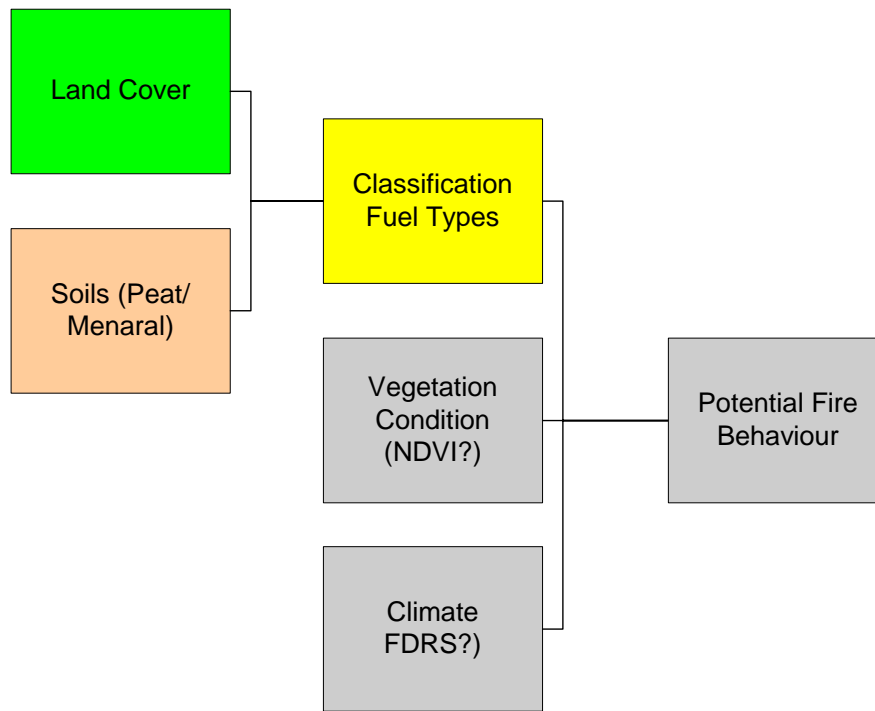 Land Cover
Classification
Fuel Types
Soils (Peat/
Menaral)
Vegetation
Condition
(NDVI?)
Potential Fire
Behaviour
Climate
FDRS?)